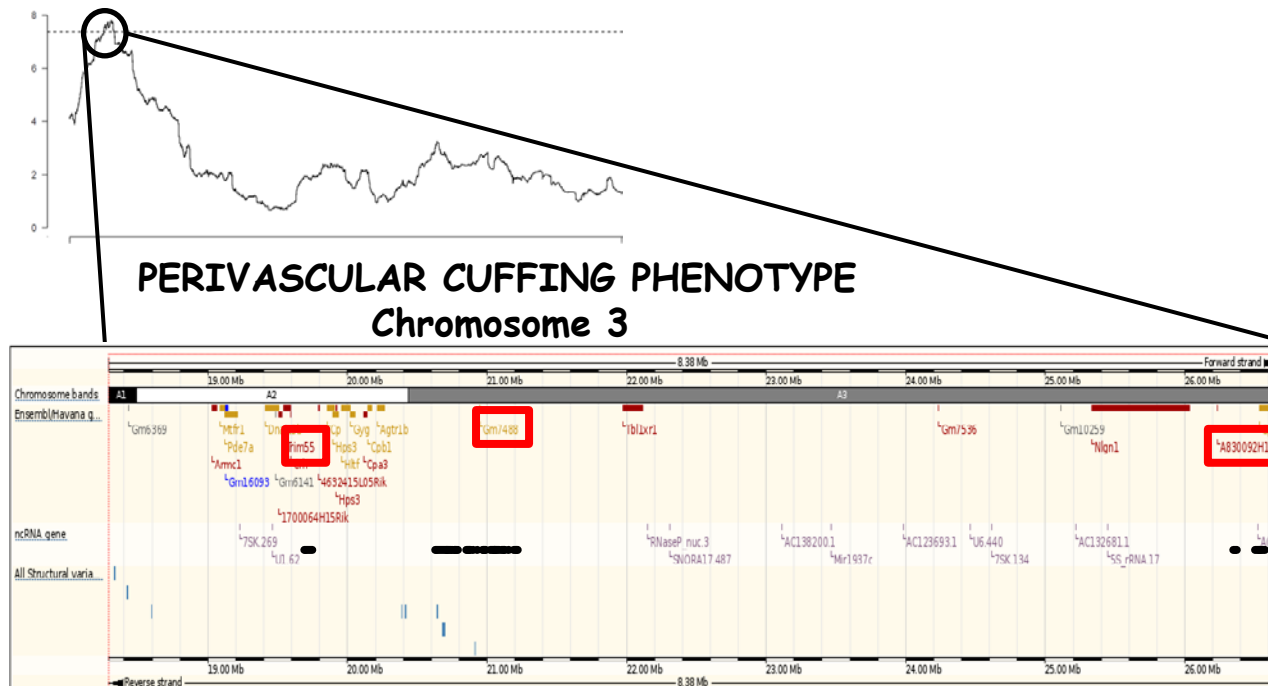 8
6
4
2
0
PERIVASCULAR CUFFING PHENOTYPE
Chromosome 3
8.38 Mb Forward strand
19.00 Mb 20.00 Mb 21.00 Mb 22.00 Mb 23.00 Mb 24.00 Mb 25.00 Mb 26.00 Mb
Chromosome bands A1 A2 A3
Ensembl/Havana g...
Gm6369 Mtfr1 Cp Gyg Agtr1b Gm7488 Tbl1xr1 Gm7536 Gm10259
Pde7a Trim55 Hps3 Cpb1 Nlgn1 A830092H1
Armc1 Hltf Cpa3
Gm16093 Gm6141 4632415L05Rik
Hps3
1700064H15Rik
ncRNA gene
7SK.269 RNaseP_nuc.3 AC138200.1 AC123693.1 U6.440 AC132681.1
U1.62 SNORA17.487 Mir1937c 7SK.134 5S_rRNA.17
All Structural varia...
19.00 Mb 20.00 Mb 21.00 Mb 22.00 Mb 23.00 Mb 24.00 Mb 25.00 Mb 26.00 Mb
Reverse strand 8.38 Mb